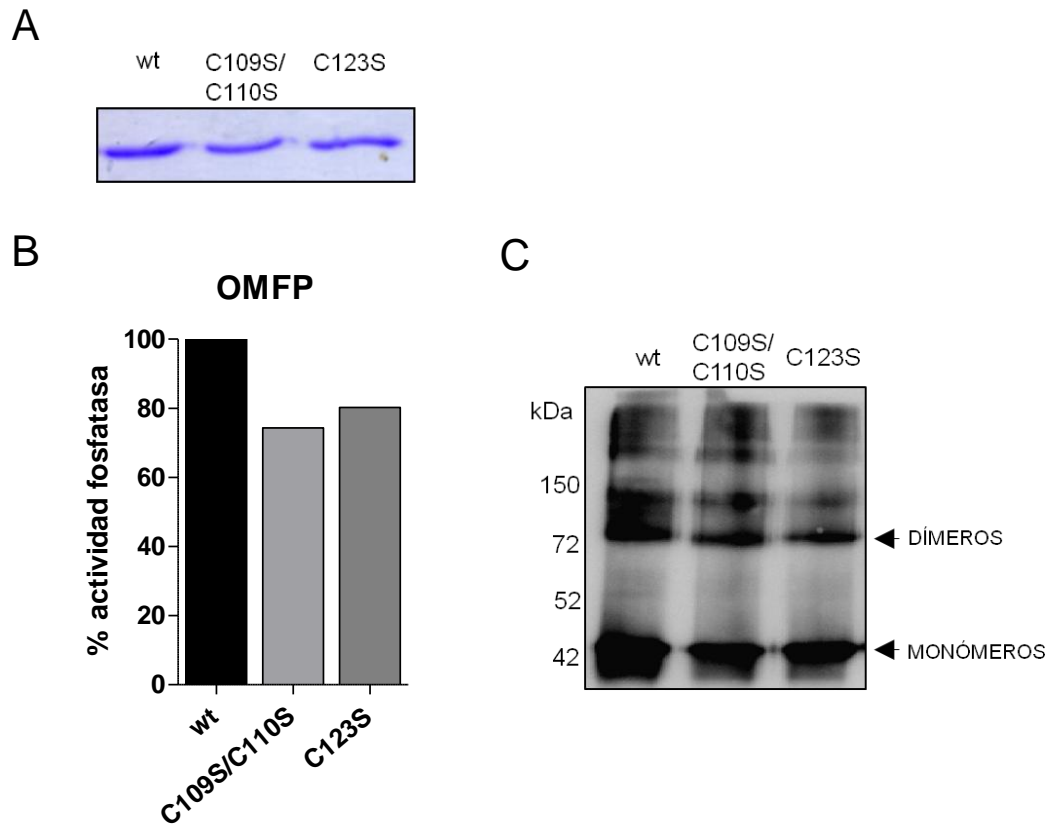 A
wt
C109S/
C110S
C123S
B
OMFP
% actividad fosfatasa
100
80
60
40
20
0
wt
C109S/C110S
C123S
C
wt
C109S/
C110S
C123S
kDa
150
72
52
42
DÍMEROS
MONÓMEROS